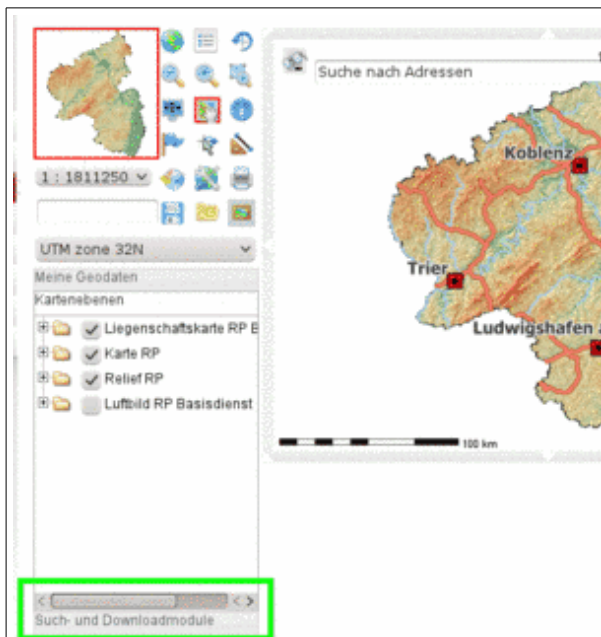 Suche nach Adressen
Koblenz
1 : 1811250
UTM zone 32N
Meine Geodaten
Trier
Kartenebenen
Liegenschaftskarte RP B
Ludwigshafen a
Karte RP
Relief RP
Luftbild RP Basisdienst
100 km
Such- und Downloadmodule